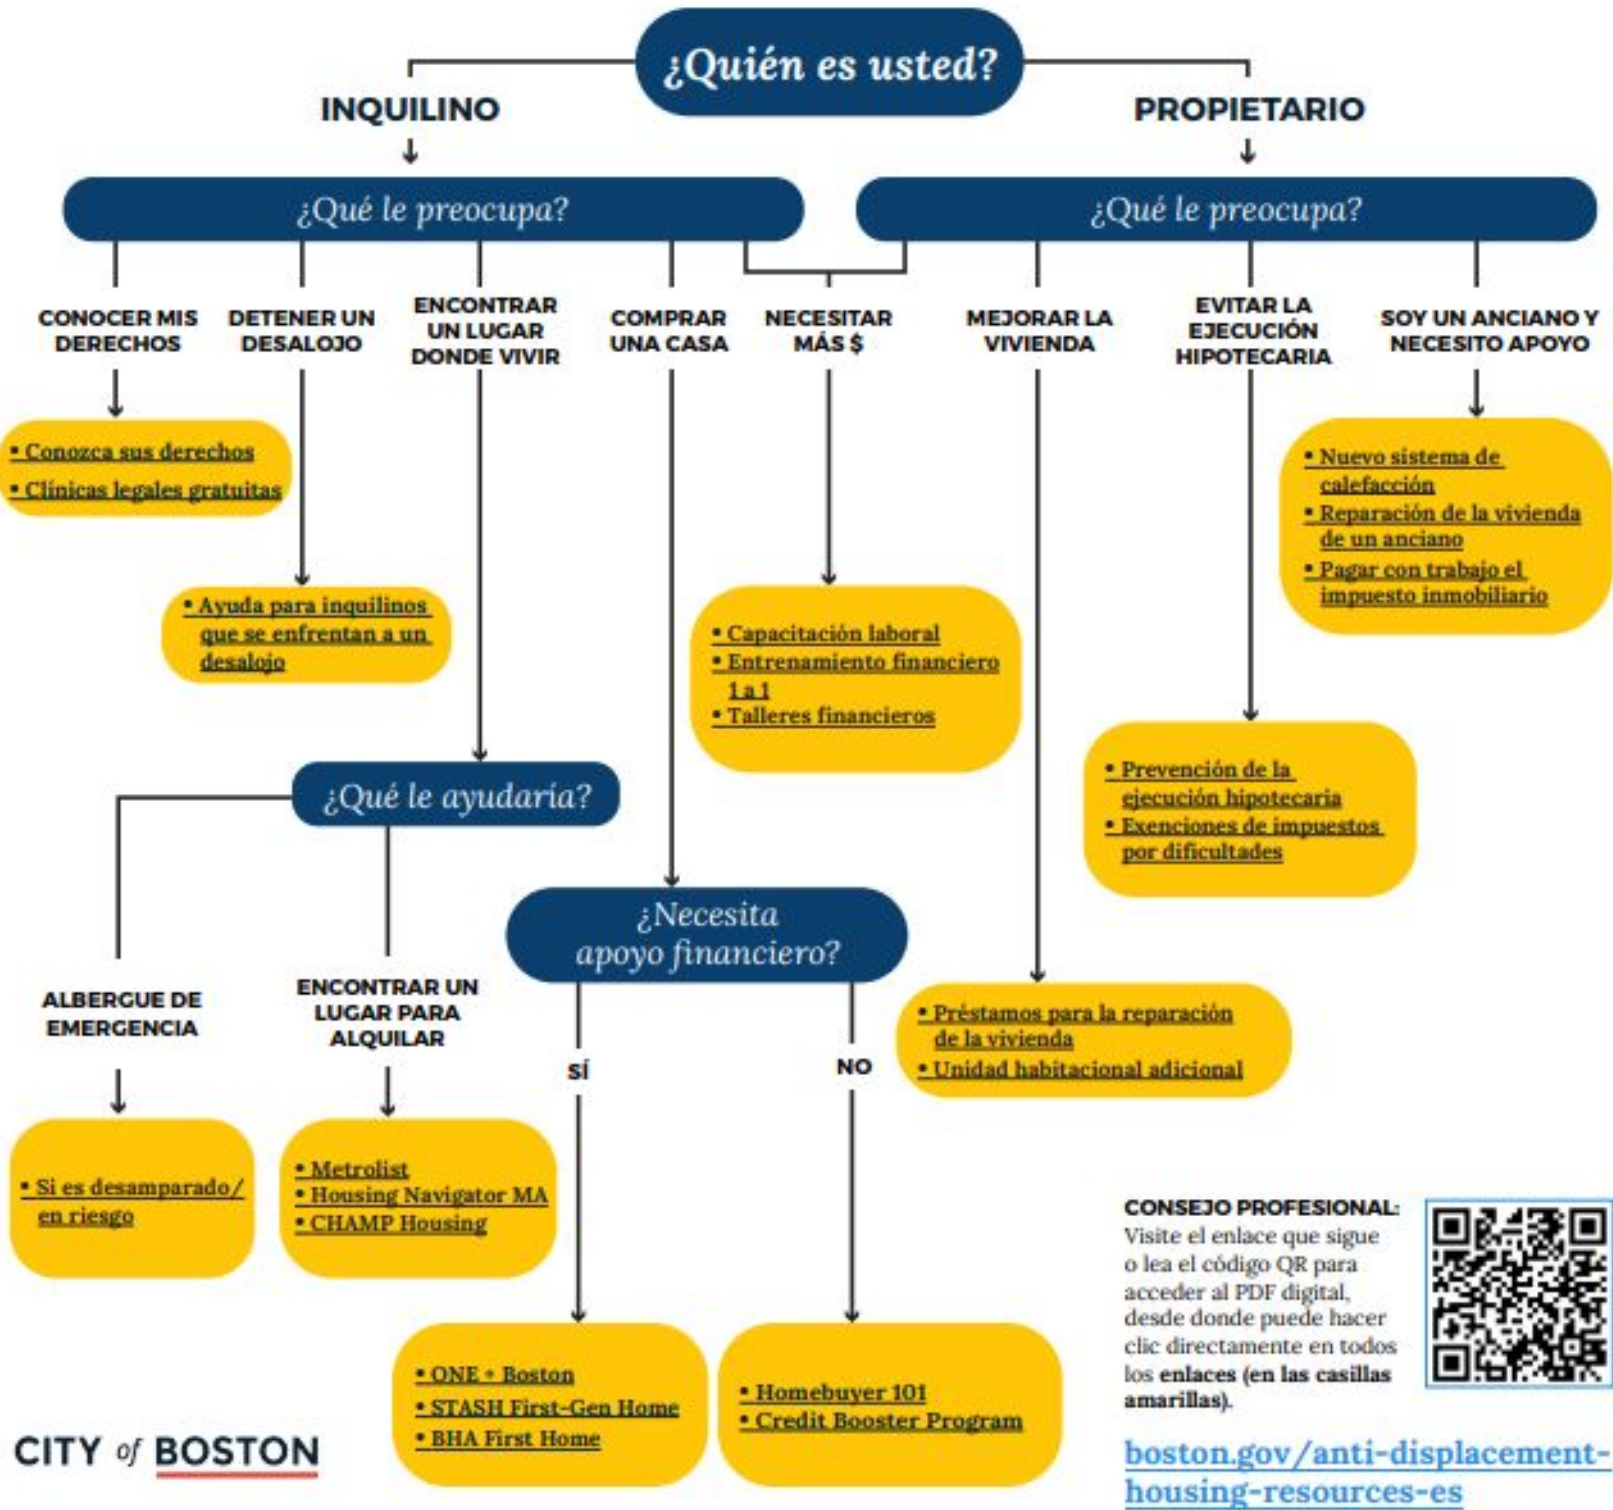 ¿Quién es usted?
INQUILINO
PROPIETARIO
¿Qué le preocupa?
¿Qué le preocupa?
CONOCER MIS
DERECHOS
DETENER UN
DESALOJO
ENCONTRAR
UN LUGAR
DONDE VIVIR
COMPRAR
UNA CASA
NECESITAR
MÁS $
MEJORAR LA
VIVIENDA
EVITAR LA
EJECUCIÓN
HIPOTECARIA
SOY UN ANCIANO Y
NECESITO APOYO
• Conozca sus derechos
• Clínicas legales gratuitas
• Nuevo sistema de
calefacción
• Reparación de la vivienda
de un anciano
• Pagar con trabajo el
impuesto inmobiliario
• Ayuda para inquilinos
que se enfrentan a un
desalojo
• Capacitación laboral
• Entrenamiento financiero
1 a 1
• Talleres financieros
• Prevención de la
ejecución hipotecaria
• Exenciones de impuestos
por dificultades
¿Qué le ayudaría?
¿Necesita
apoyo financiero?
ALBERGUE DE
EMERGENCIA
ENCONTRAR UN
LUGAR PARA
ALQUILAR
SÍ
NO
• Préstamos para la reparación
de la vivienda
• Unidad habitacional adicional
• Si es desamparado/
en riesgo
• Metrolist
• Housing Navigator MA
• CHAMP Housing
• ONE + Boston
• STASH First-Gen Home
• BHA First Home
• Homebuyer 101
• Credit Booster Program
CONSEJO PROFESIONAL:
Visite el enlace que sigue
o lea el código QR para
acceder al PDF digital,
desde donde puede hacer
clic directamente en todos
los enlaces (en las casillas
amarillas).
boston.gov/anti-displacement-
housing-resources-es
CITY of BOSTON